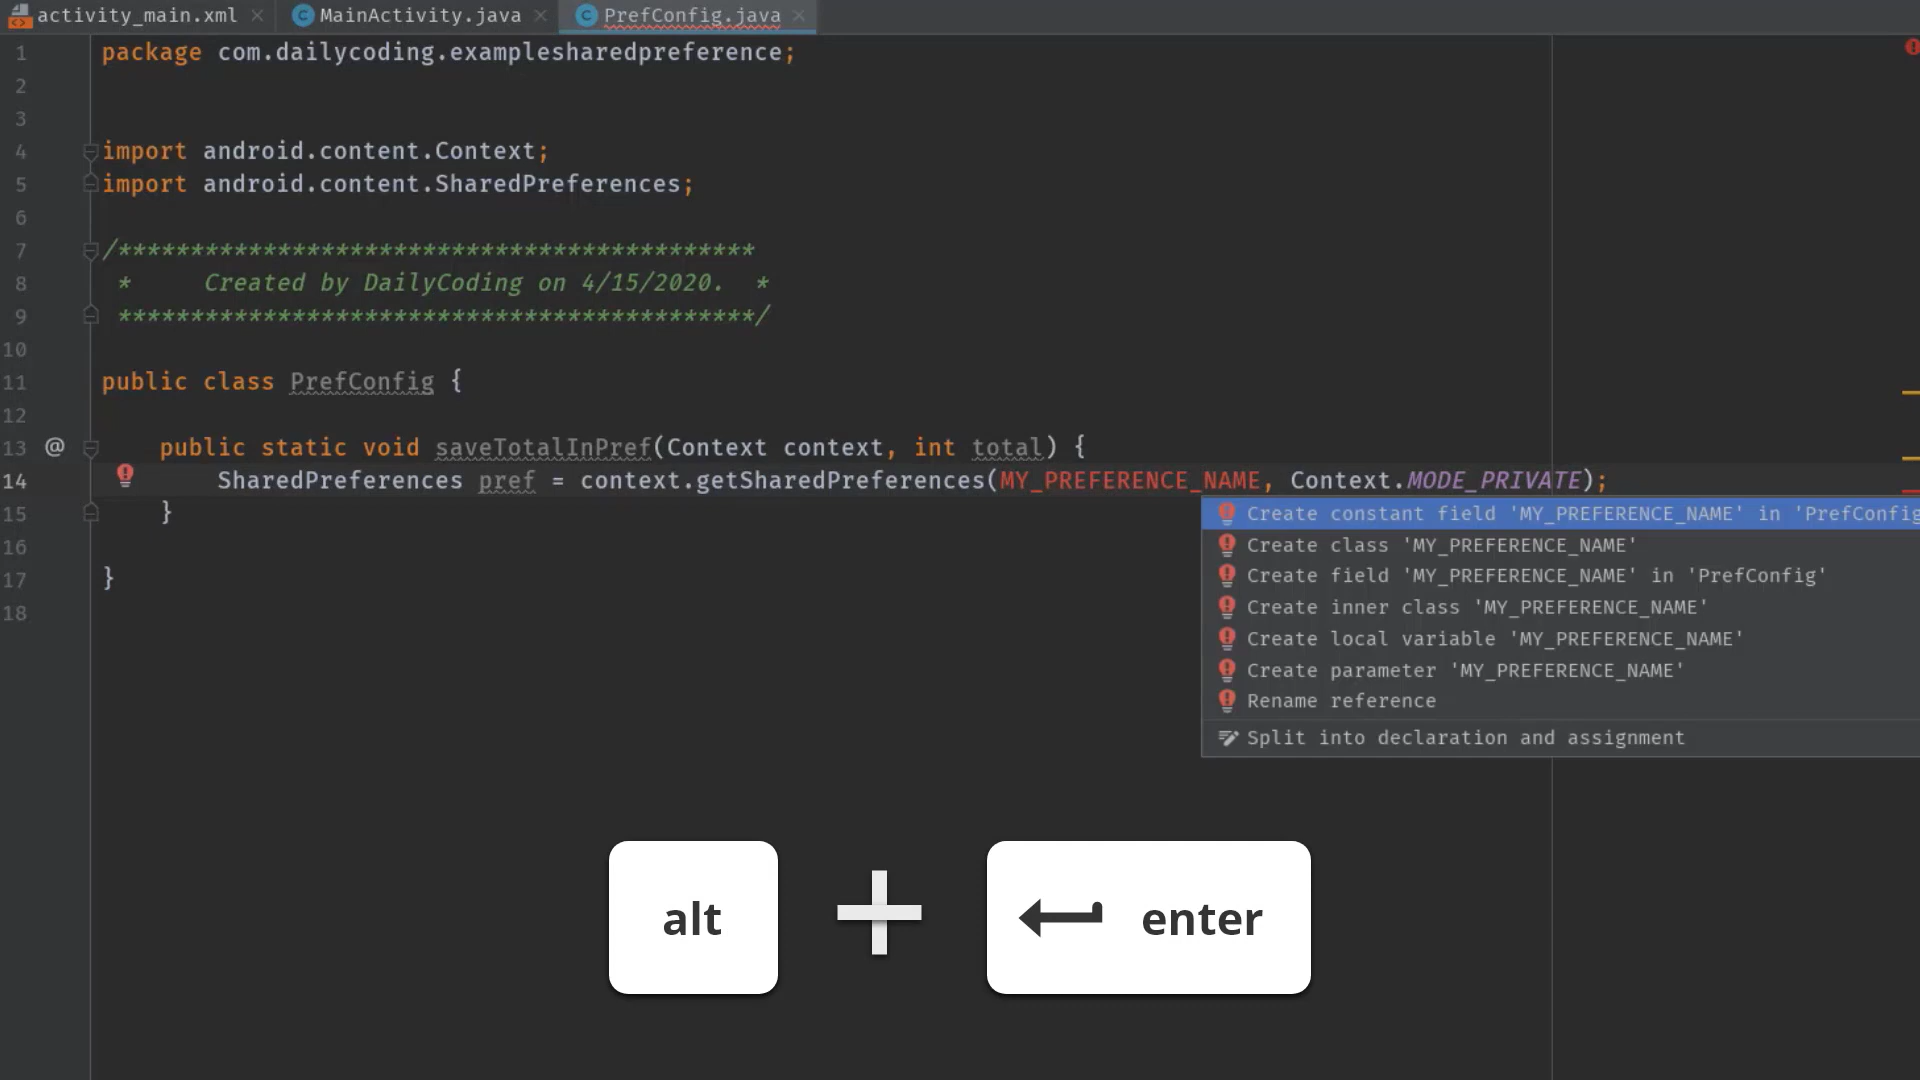 activity_main.xml MainActivity.java PrefConfig.java
1 package com.dailycoding.examplesharedpreference;
2
3
4 import android.content.Context;
5 import android.content.SharedPreferences;
6
7 /********************************************
8 *     Created by DailyCoding on 4/15/2020.  *
9 ********************************************/
10
11 public class PrefConfig {
12
13 @ public static void saveTotalInPref(Context context, int total) {
14 SharedPreferences pref = context.getSharedPreferences(MY_PREFERENCE_NAME, Context.MODE_PRIVATE);
Create constant field 'MY_PREFERENCE_NAME' in 'PrefConfig
15 }
Create class 'MY_PREFERENCE_NAME'
16
Create field 'MY_PREFERENCE_NAME' in 'PrefConfig'
17 }
Create inner class 'MY_PREFERENCE_NAME'
18
Create local variable 'MY_PREFERENCE_NAME'
Create parameter 'MY_PREFERENCE_NAME'
Rename reference
Split into declaration and assignment
alt + enter